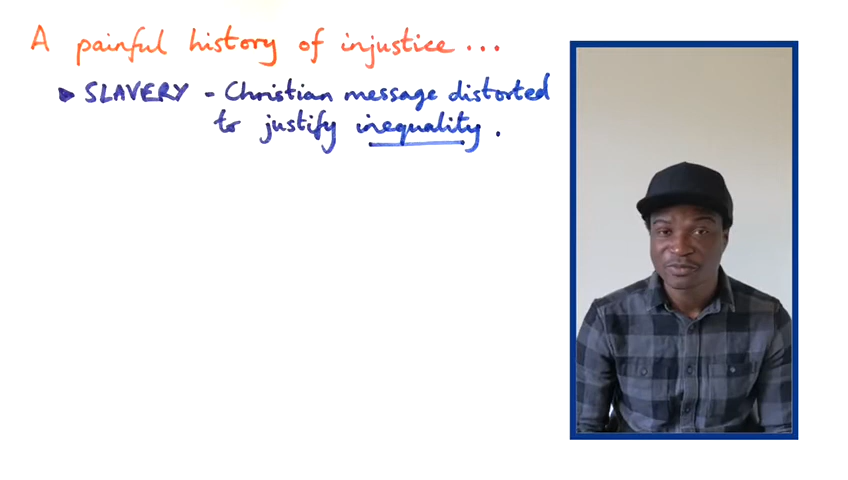 A painful history of injustice...
▶ SLAVERY - Christian message distorted
to justify inequality.